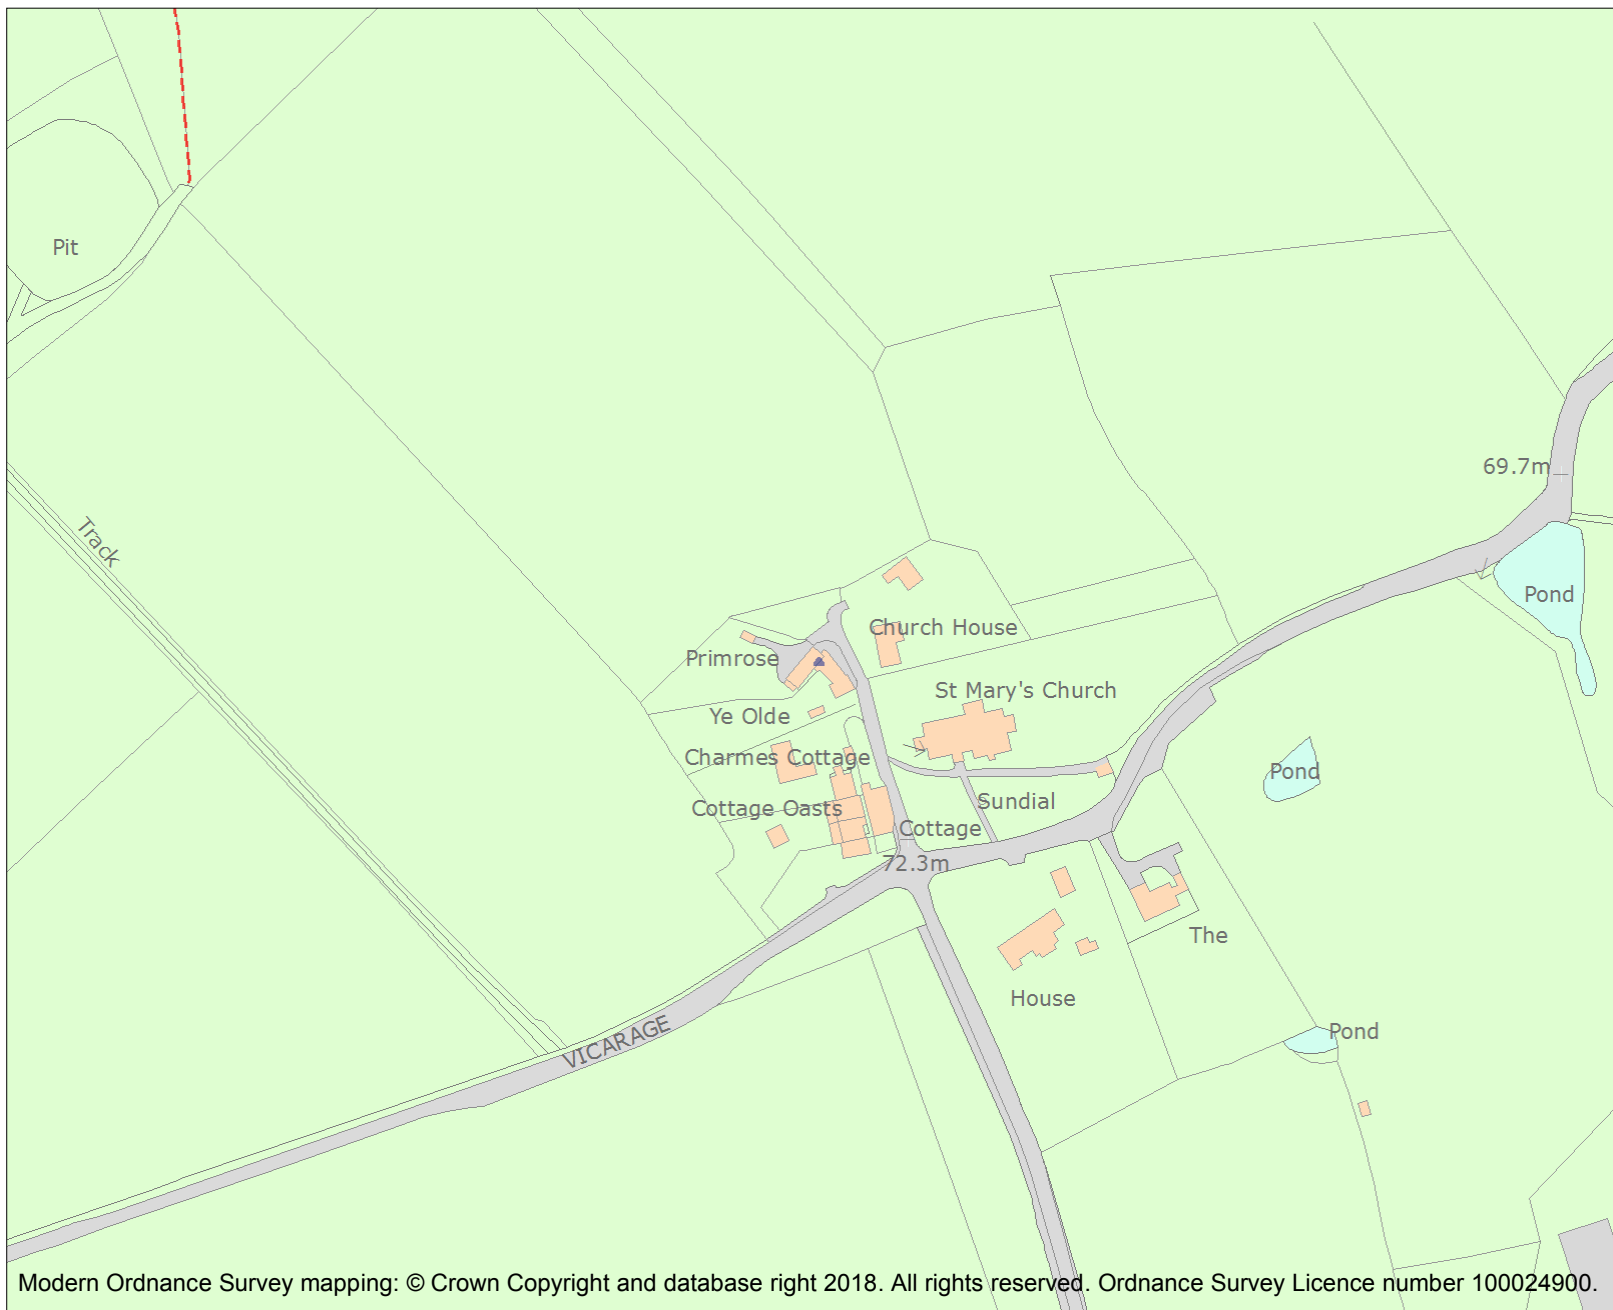 Pit
69.7m
Track
Pond
Church House
Primrose
St Mary's Church
Ye Olde
Charmes Cottage
Pond
Cottage Oasts
Sundial
Cottage
72.3m
The
House
VICARAGE
Pond
Modern Ordnance Survey mapping: © Crown Copyright and database right 2018. All rights reserved. Ordnance Survey Licence number 100024900.